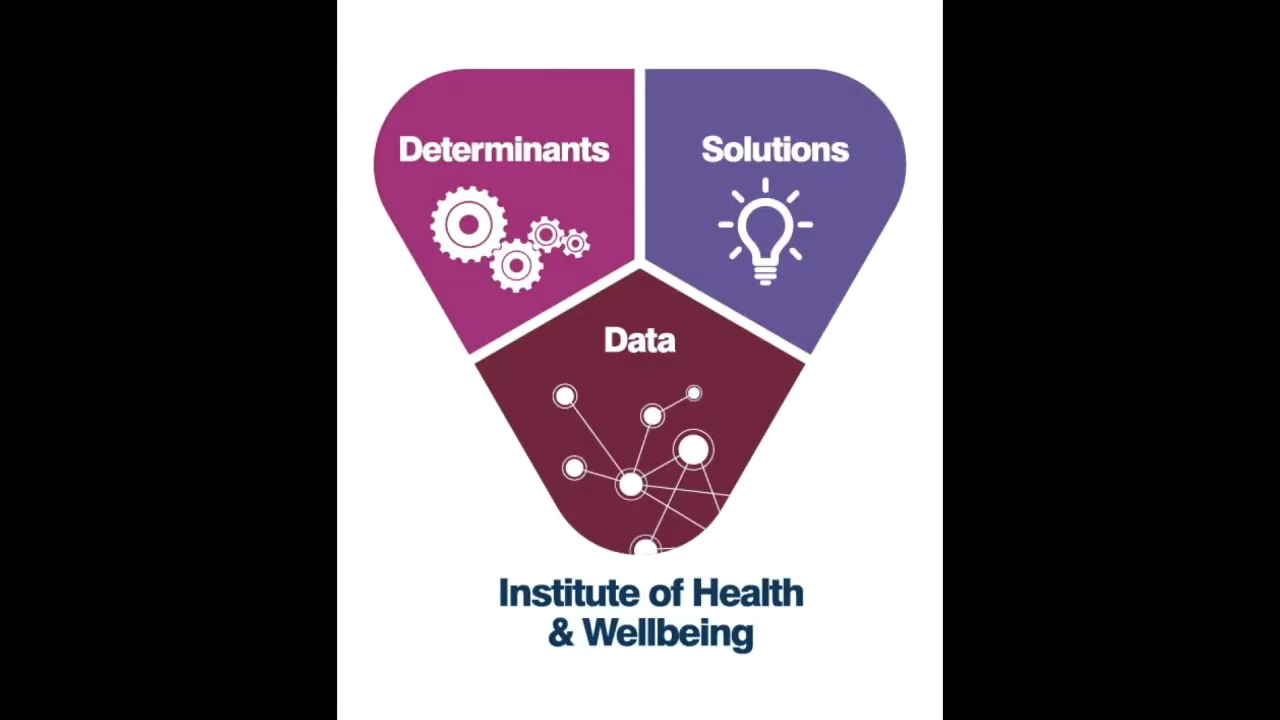 Determinants
Solutions
Data
Institute of Health
& Wellbeing